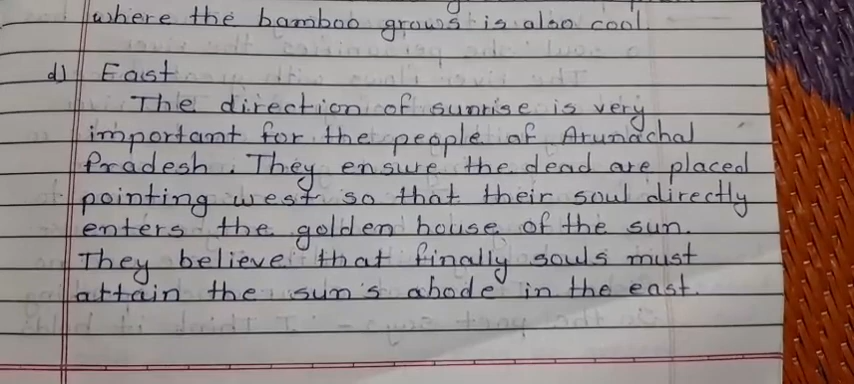 where the bamboo grows is also cool.
d) East
The direction of sunrise is very
important for the people of Arunachal
Pradesh. They ensure the dead are placed
pointing west so that their soul directly
enters the golden house of the sun.
They believe that finally souls must
attain the sun's abode in the east.